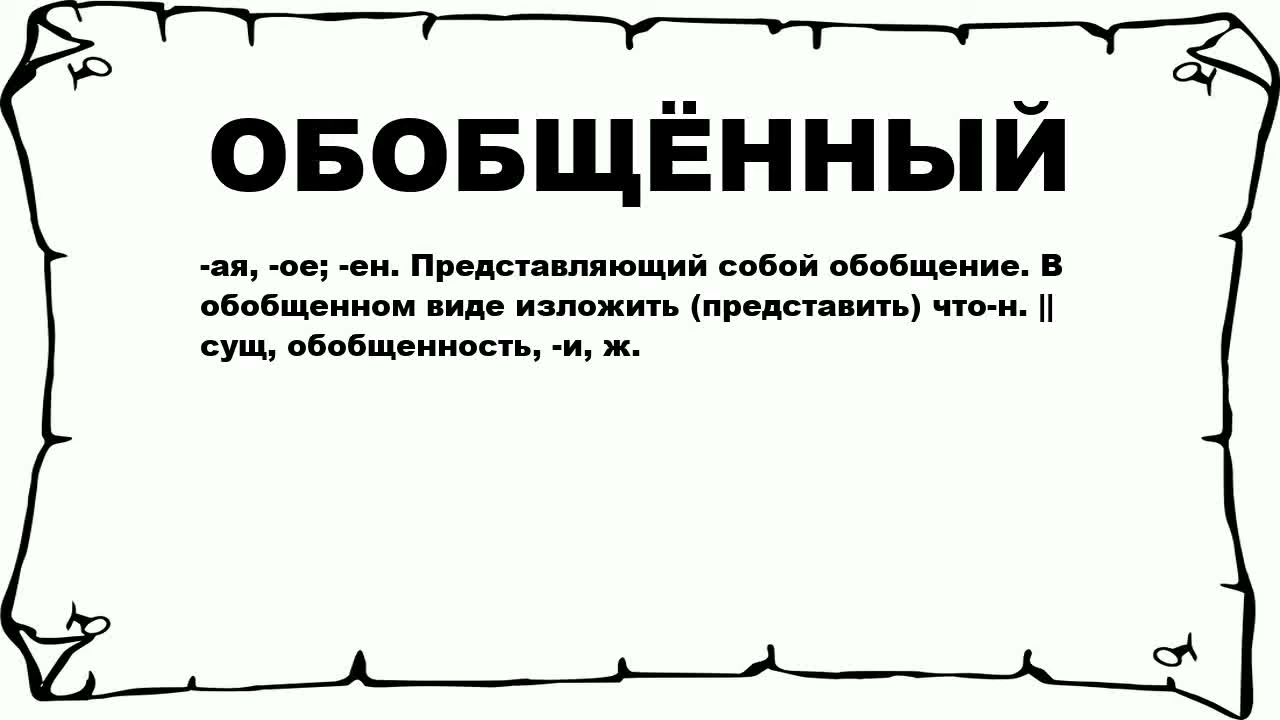 ОБОБЩЁННЫЙ
-ая, -ое; -ен. Представляющий собой обобщение. В
обобщенном виде изложить (представить) что-н. ||
сущ, обобщенность, -и, ж.